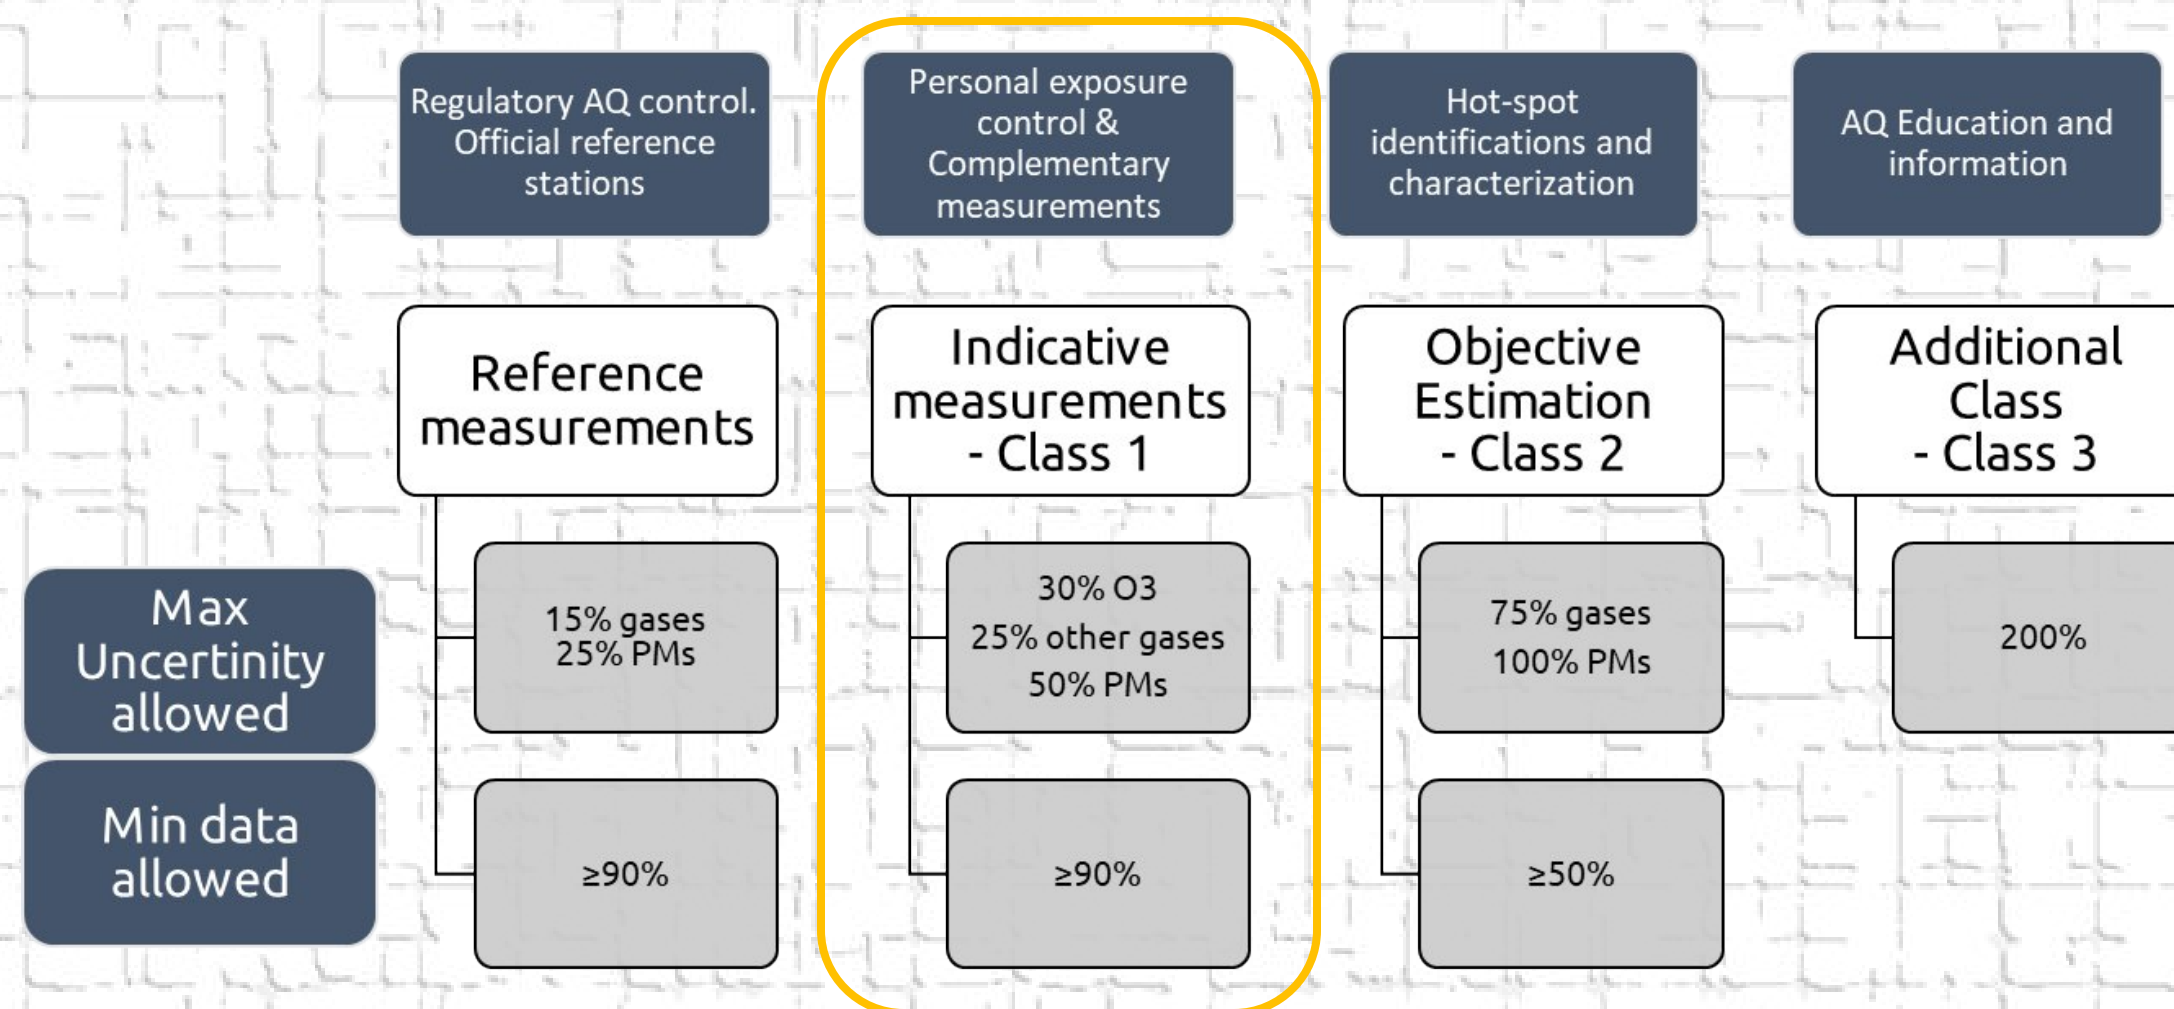 Regulatory AQ control.
Official reference
stations
Personal exposure
control &
Complementary
measurements
Hot-spot
identifications and
characterization
AQ Education and
information
Reference
measurements
Indicative
measurements
- Class 1
Objective
Estimation
- Class 2
Additional
Class
- Class 3
Max
Uncertinity
allowed
15% gases
25% PMs
30% O3
25% other gases
50% PMs
75% gases
100% PMs
200%
Min data
allowed
≥90%
≥90%
≥50%